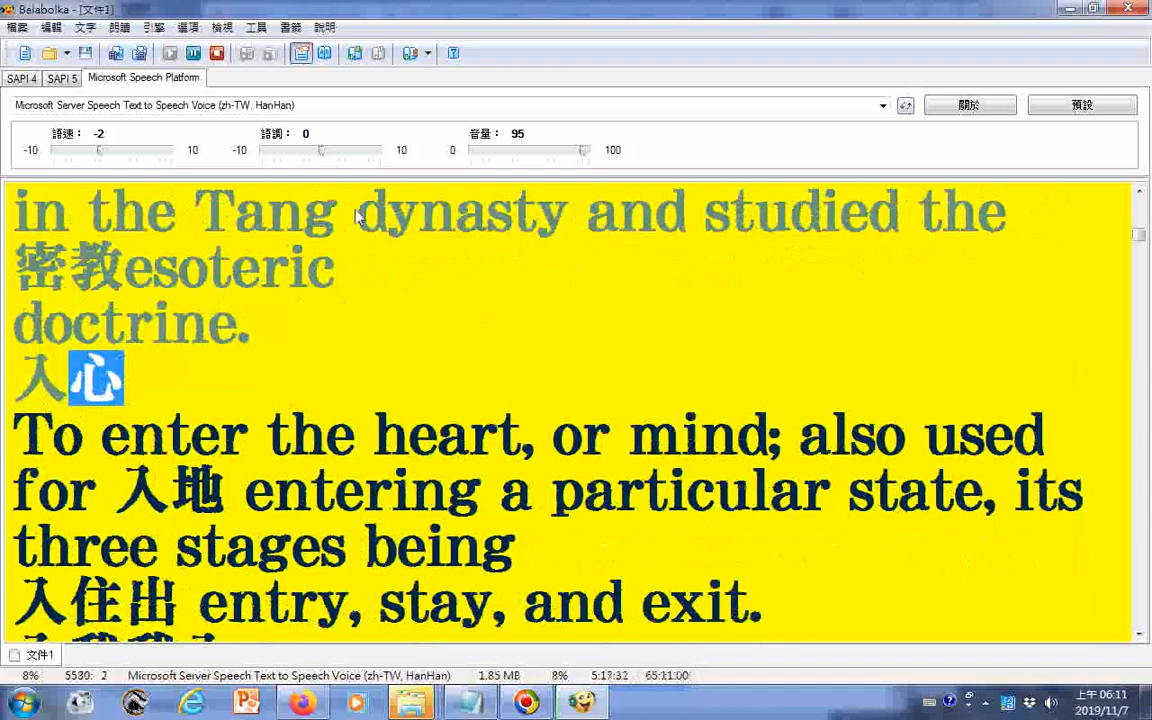 Balabolka - [文件1]
檔案 編輯 文字 朗讀 引擎 選項 檢視 工具 書籤 說明
SAPI 4 SAPI 5 Microsoft Speech Platform
Microsoft Server Speech Text to Speech Voice (zh-TW, HanHan) 關於 預設
語速： -2 語調： 0 音量： 95
-10 10 -10 10 0 100
in the Tang dynasty and studied the
密教esoteric
doctrine.
入心
To enter the heart, or mind; also used
for 入地 entering a particular state, its
three stages being
入住出 entry, stay, and exit.
文件1
8% 5530: 2 Microsoft Server Speech Text to Speech Voice (zh-TW, HanHan) 1.85 MB 8% 5:17:32 65:21:00
上午 06:11
2019/11/7